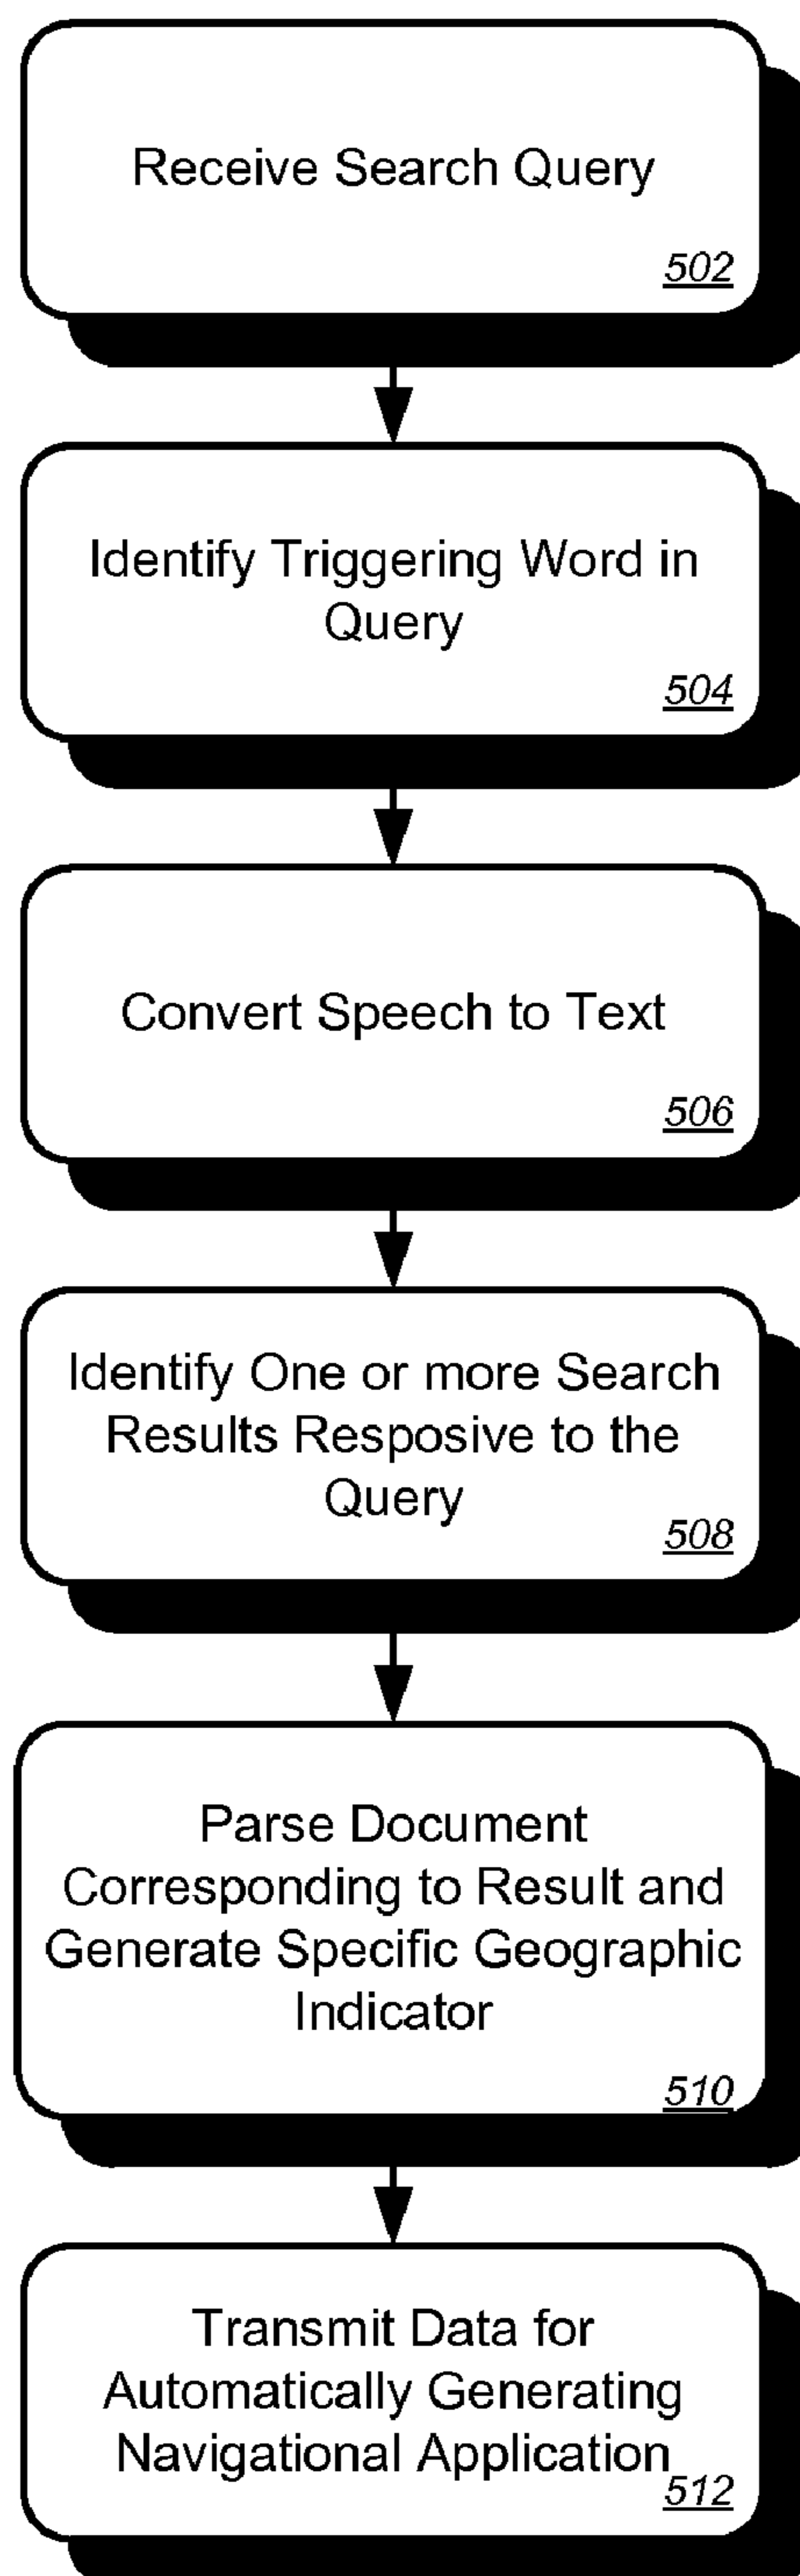 Receive Search Query
502
Identify Triggering Word in
Query
504
Convert Speech to Text
506
Identify One or more Search
Results Resposive to the
Query
508
Parse Document
Corresponding to Result and
Generate Specific Geographic
Indicator
510
Transmit Data for
Automatically Generating
Navigational Application
512